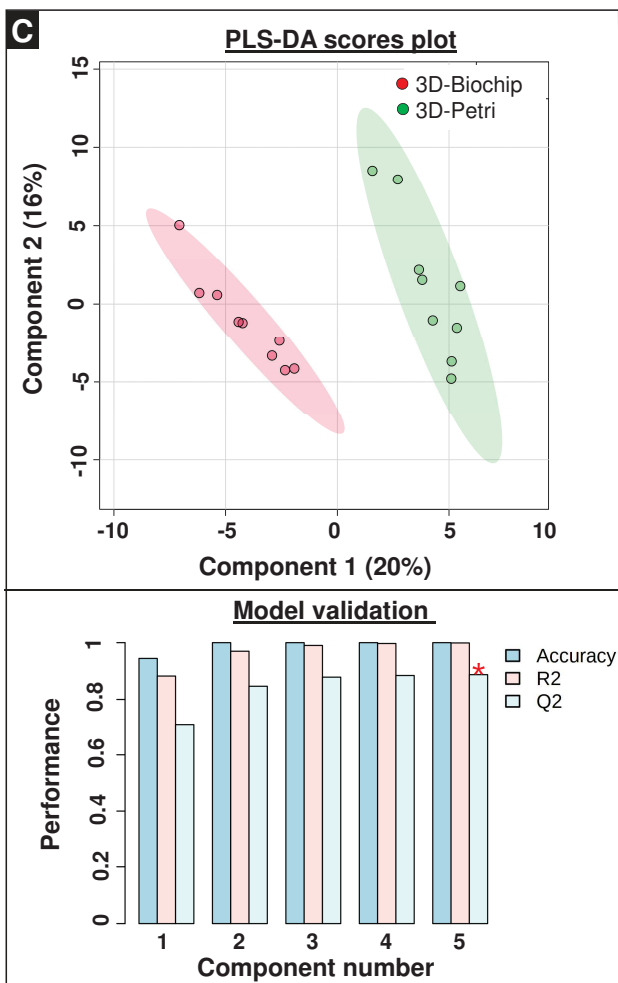 C
PLS-DA scores plot
3D-Biochip
3D-Petri
Component 2 (16%)
15
10
5
0
-5
-10
-10
-5
0
5
10
Component 1 (20%)
Model validation
Performance
1
0.8
0.6
0.4
0.2
0
*
Accuracy
R2
Q2
1
2
3
4
5
Component number